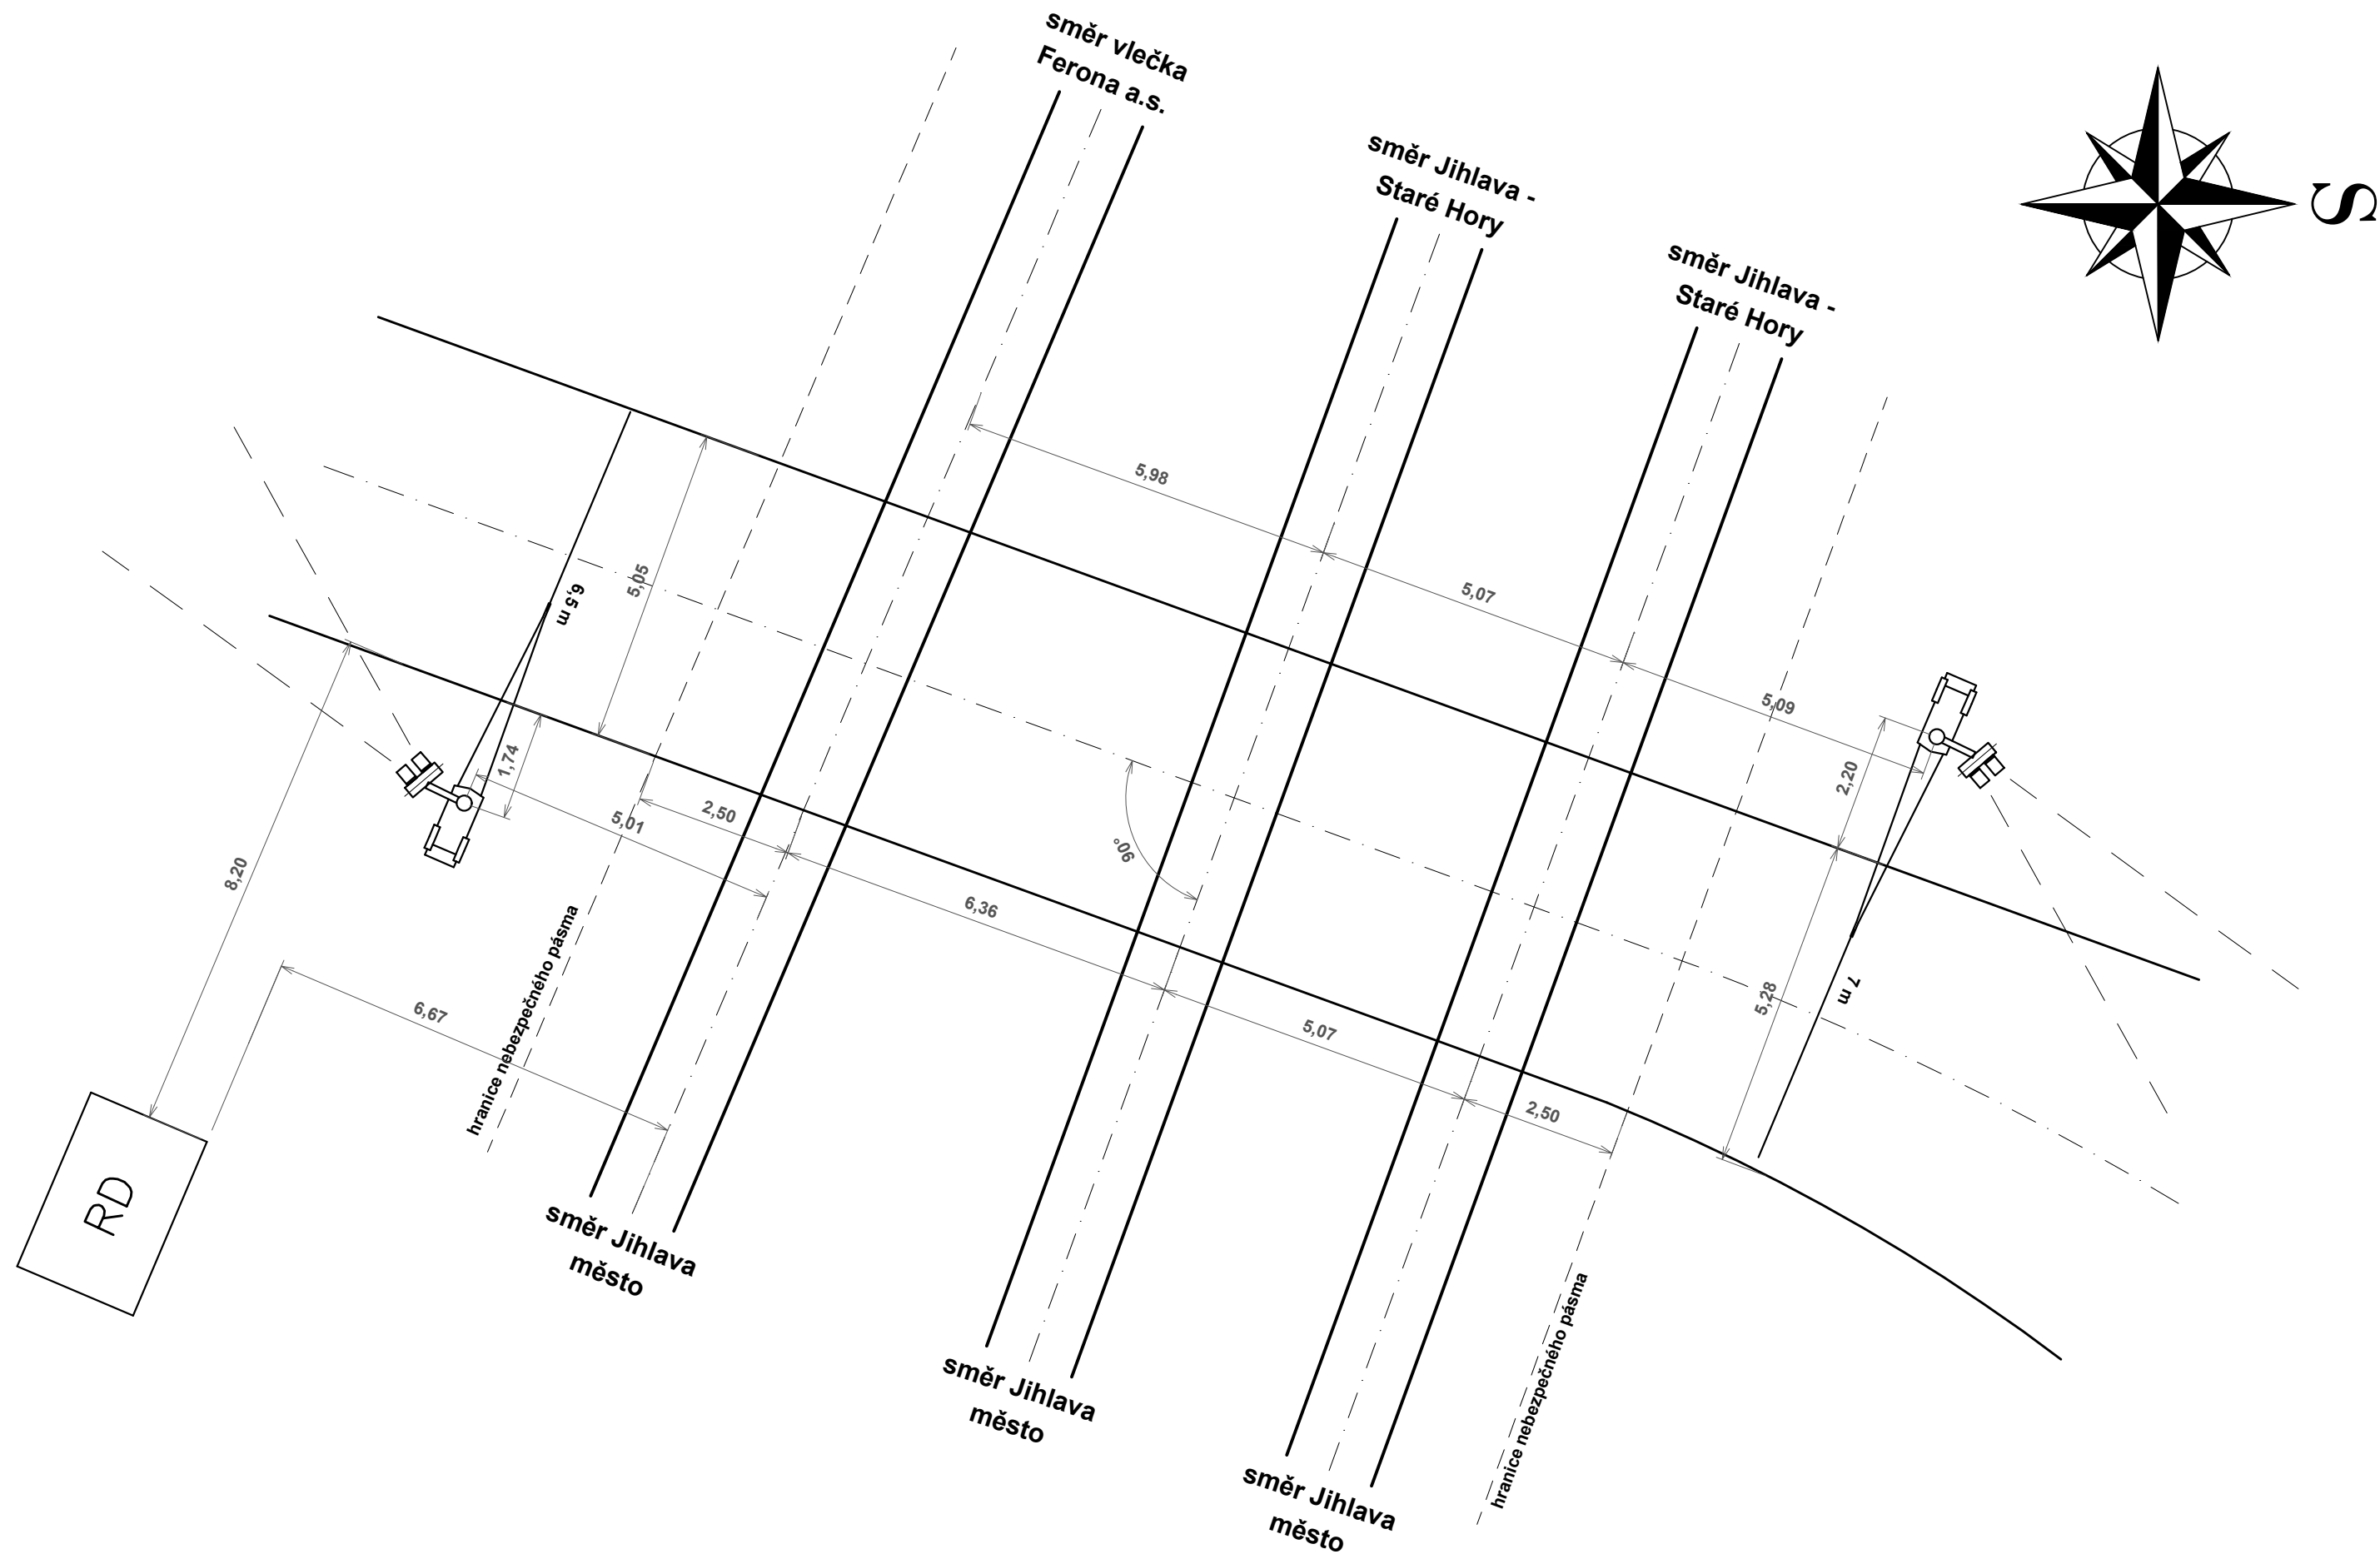 směr vlečka
Ferona a.s.
směr Jihlava -
Staré Hory
směr Jihlava -
Staré Hory
S
5,98
5,07
5,09
6,5 m
5,05
1,74
2,20
5,01
2,50
90°
8,20
6,36
7 m
5,28
hranice nebezpečného pásma
6,67
5,07
2,50
RD
směr Jihlava
město
směr Jihlava
město
hranice nebezpečného pásma
směr Jihlava
město